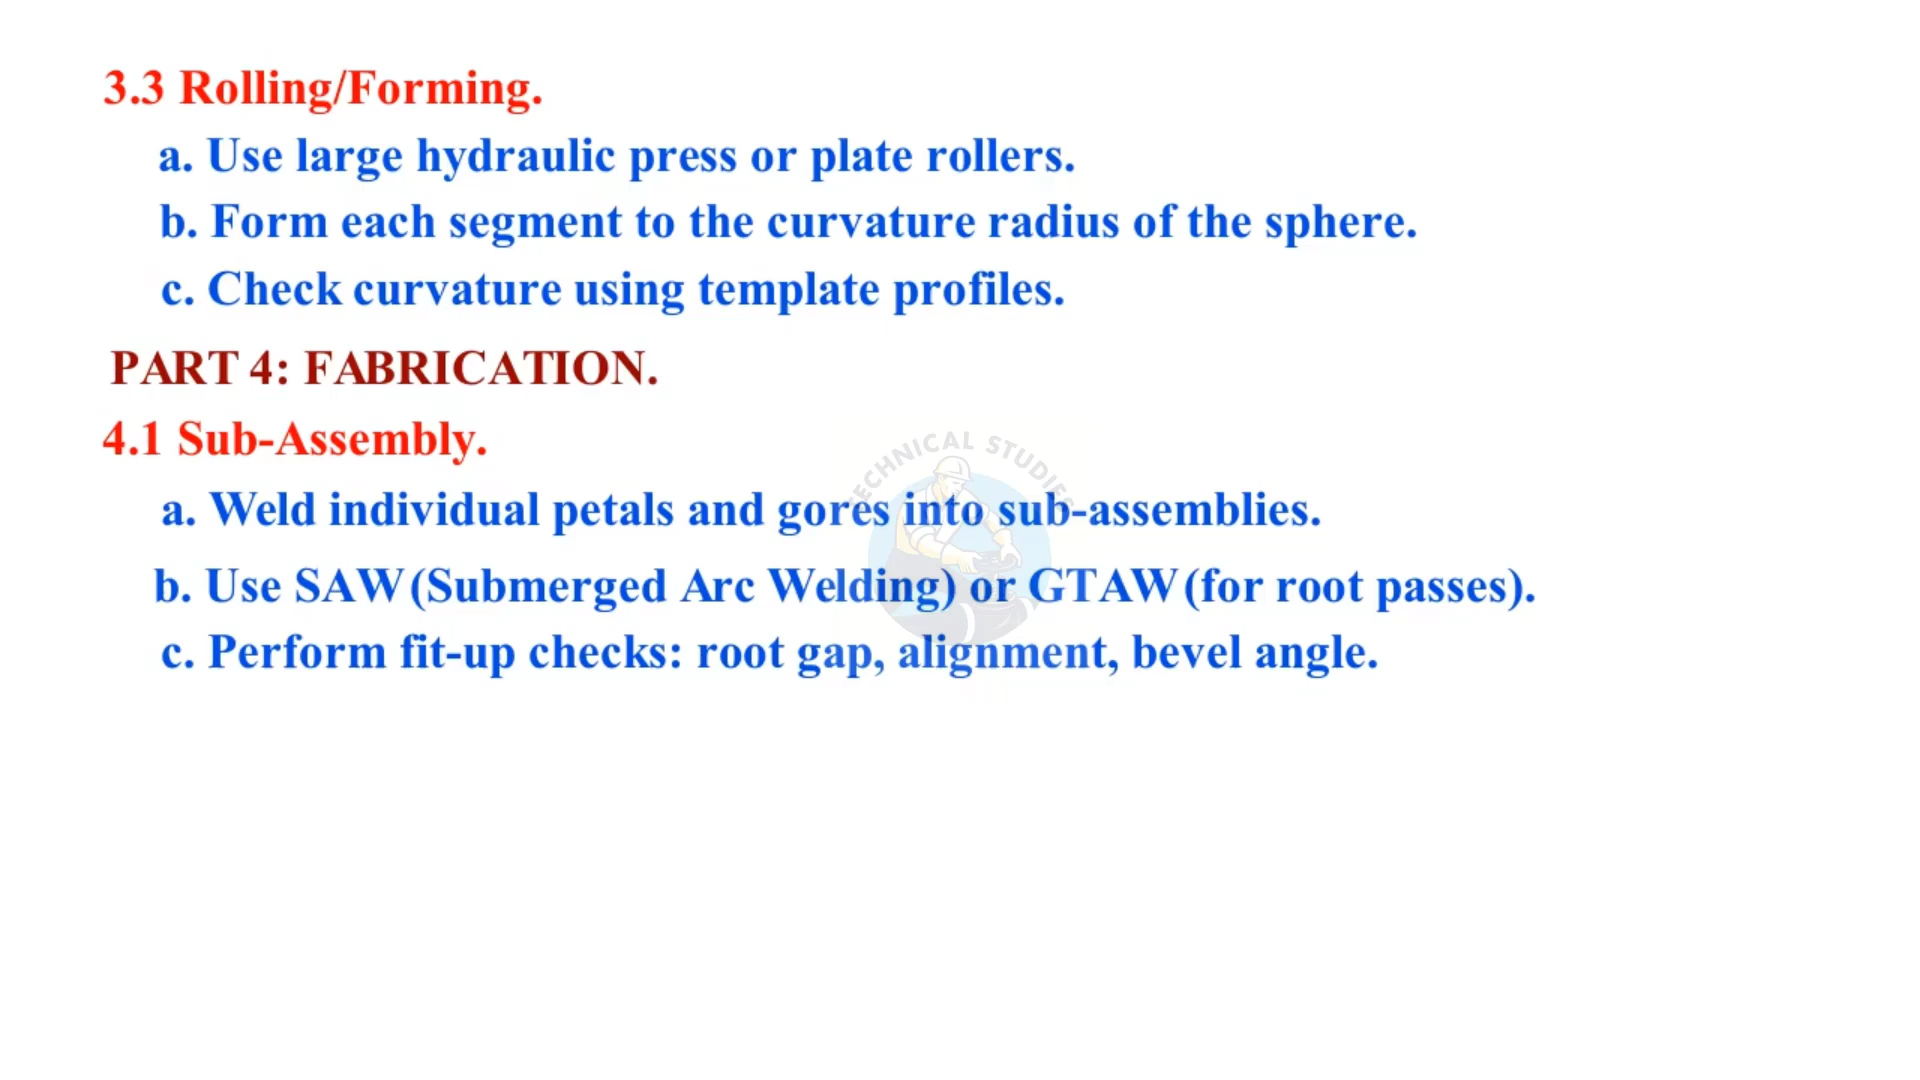 3.3 Rolling/Forming.
a. Use large hydraulic press or plate rollers.
b. Form each segment to the curvature radius of the sphere.
c. Check curvature using template profiles.
PART 4: FABRICATION.
4.1 Sub-Assembly.
TECHNICAL STUDIES
a. Weld individual petals and gores into sub-assemblies.
b. Use SAW (Submerged Arc Welding) or GTAW (for root passes).
c. Perform fit-up checks: root gap, alignment, bevel angle.